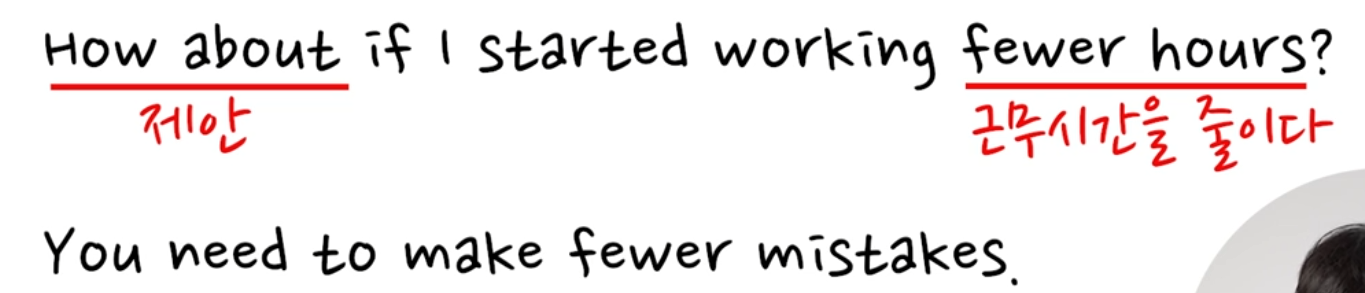 How about if I started working fewer hours?
제안 근무시간을 줄이다
You need to make fewer mistakes.